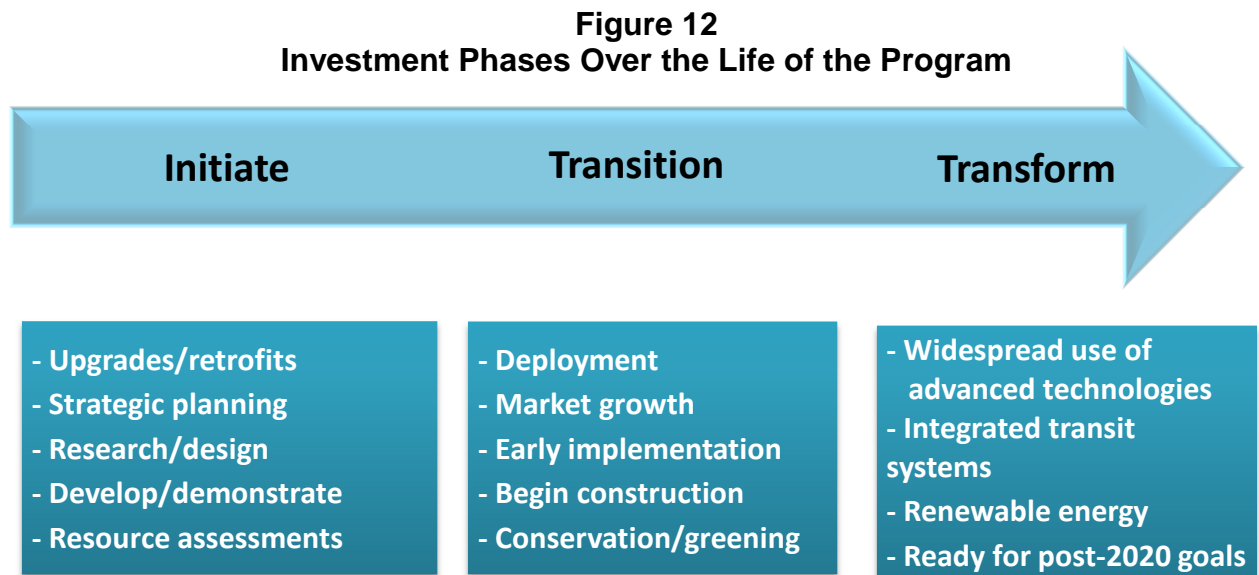 Figure 12
Investment Phases Over the Life of the Program
Initiate
Transition
Transform
- Upgrades/retrofits
- Strategic planning
- Research/design
- Develop/demonstrate
- Resource assessments
- Deployment
- Market growth
- Early implementation
- Begin construction
- Conservation/greening
- Widespread use of
advanced technologies
- Integrated transit
systems
- Renewable energy
- Ready for post-2020 goals